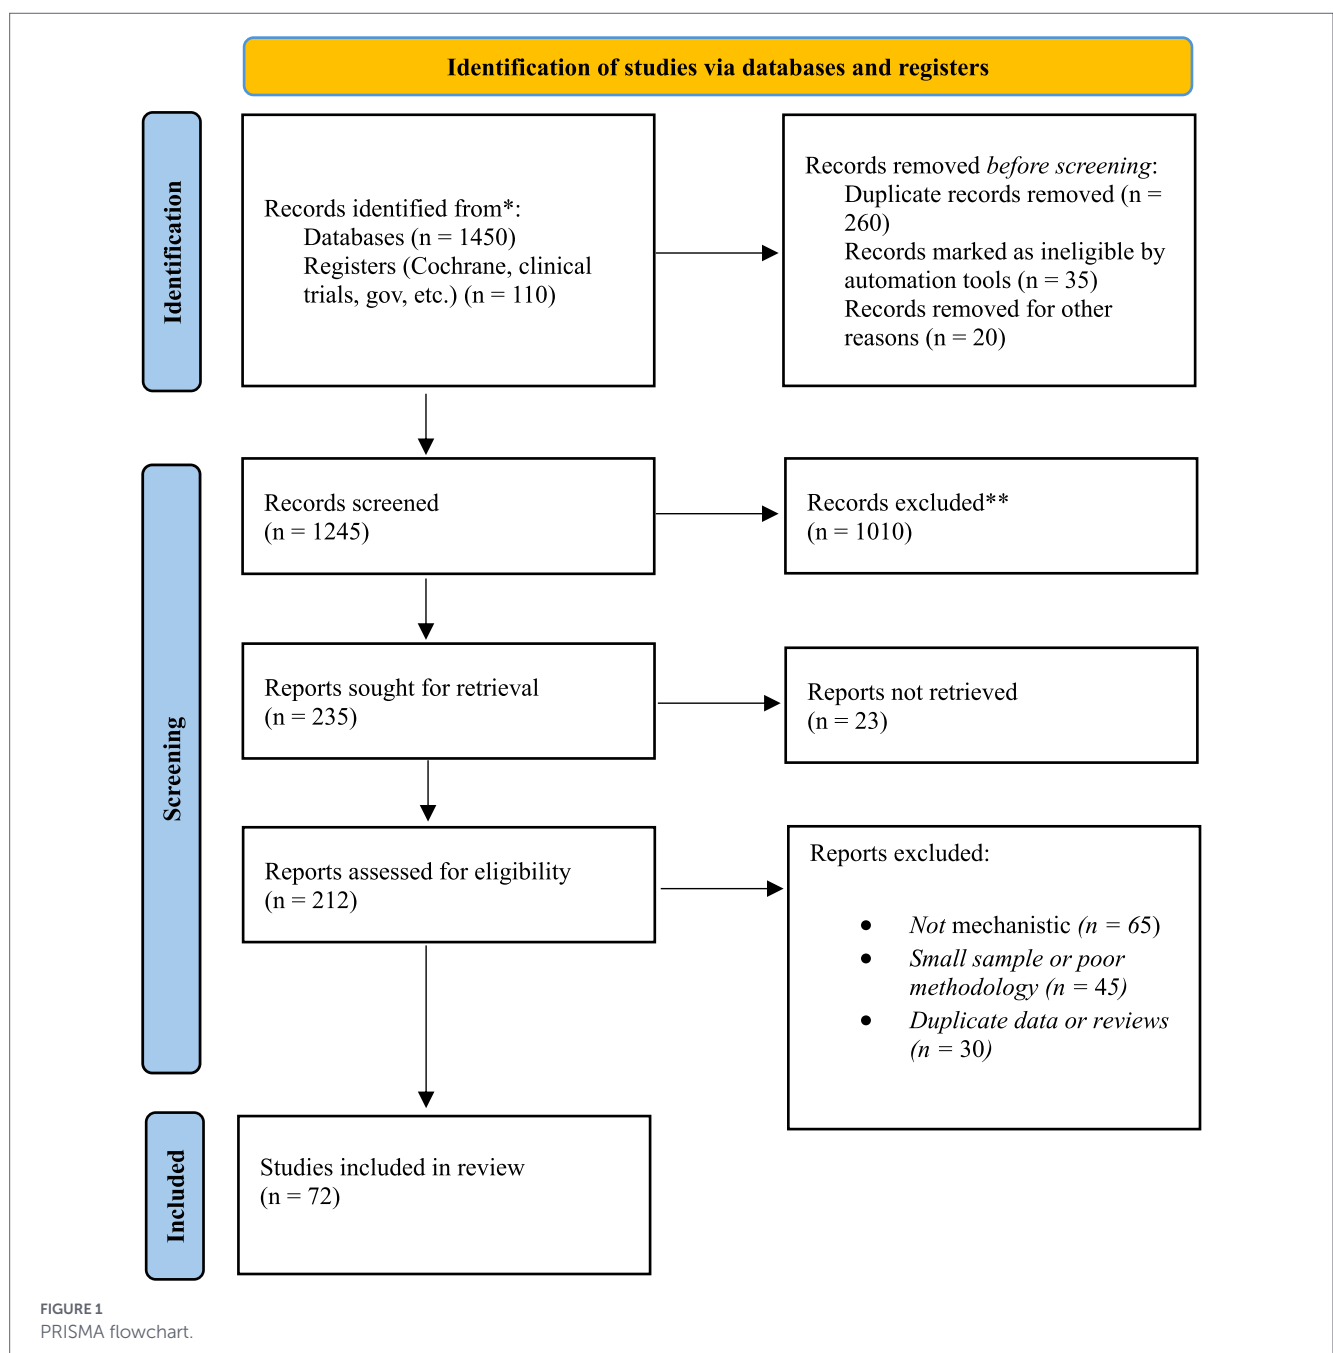 Identification of studies via databases and registers
Identification
Records identified from*:
Databases (n = 1450)
Registers (Cochrane, clinical
trials, gov, etc.) (n = 110)
Records removed before screening:
Duplicate records removed (n =
260)
Records marked as ineligible by
automation tools (n = 35)
Records removed for other
reasons (n = 20)
Screening
Records screened
(n = 1245)
Records excluded**
(n = 1010)
Reports sought for retrieval
(n = 235)
Reports not retrieved
(n = 23)
Reports assessed for eligibility
(n = 212)
Reports excluded:
• Not mechanistic (n = 65)
• Small sample or poor
methodology (n = 45)
• Duplicate data or reviews
(n = 30)
Included
Studies included in review
(n = 72)
FIGURE 1
PRISMA flowchart.